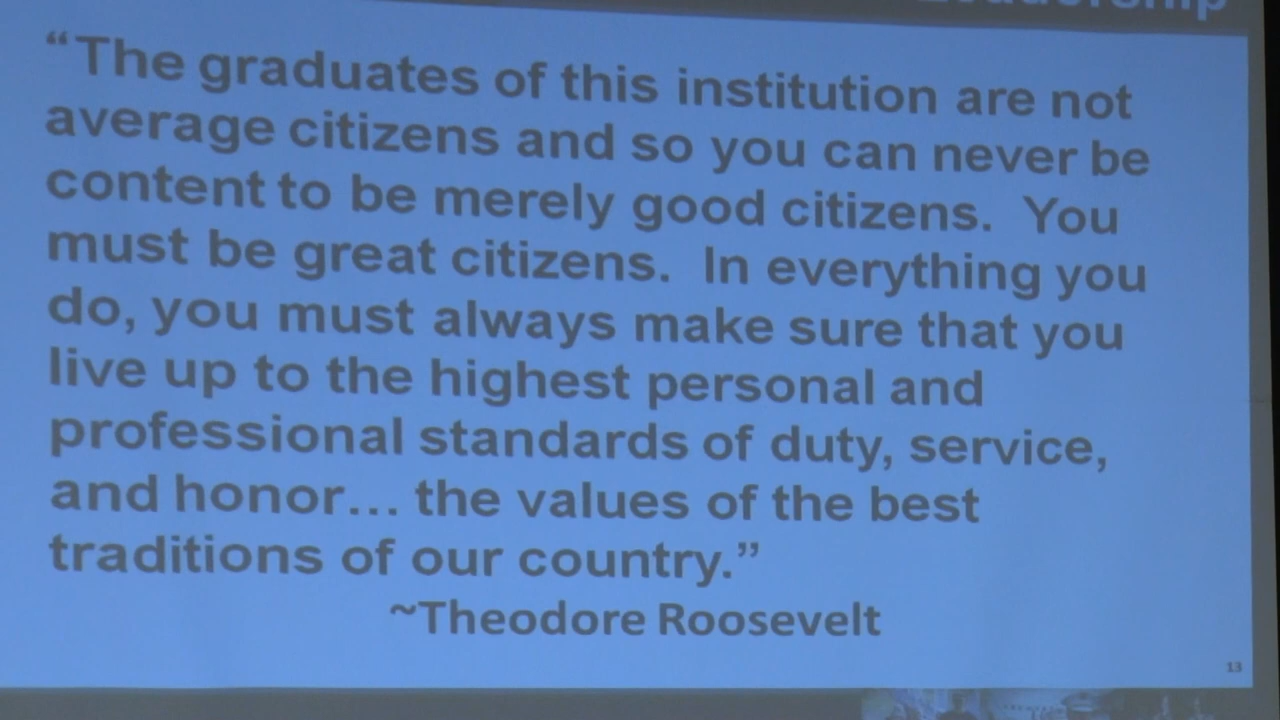 Leadership
“The graduates of this institution are not
average citizens and so you can never be
content to be merely good citizens.  You
must be great citizens.  In everything you
do, you must always make sure that you
live up to the highest personal and
professional standards of duty, service,
and honor... the values of the best
traditions of our country.”
~Theodore Roosevelt
13